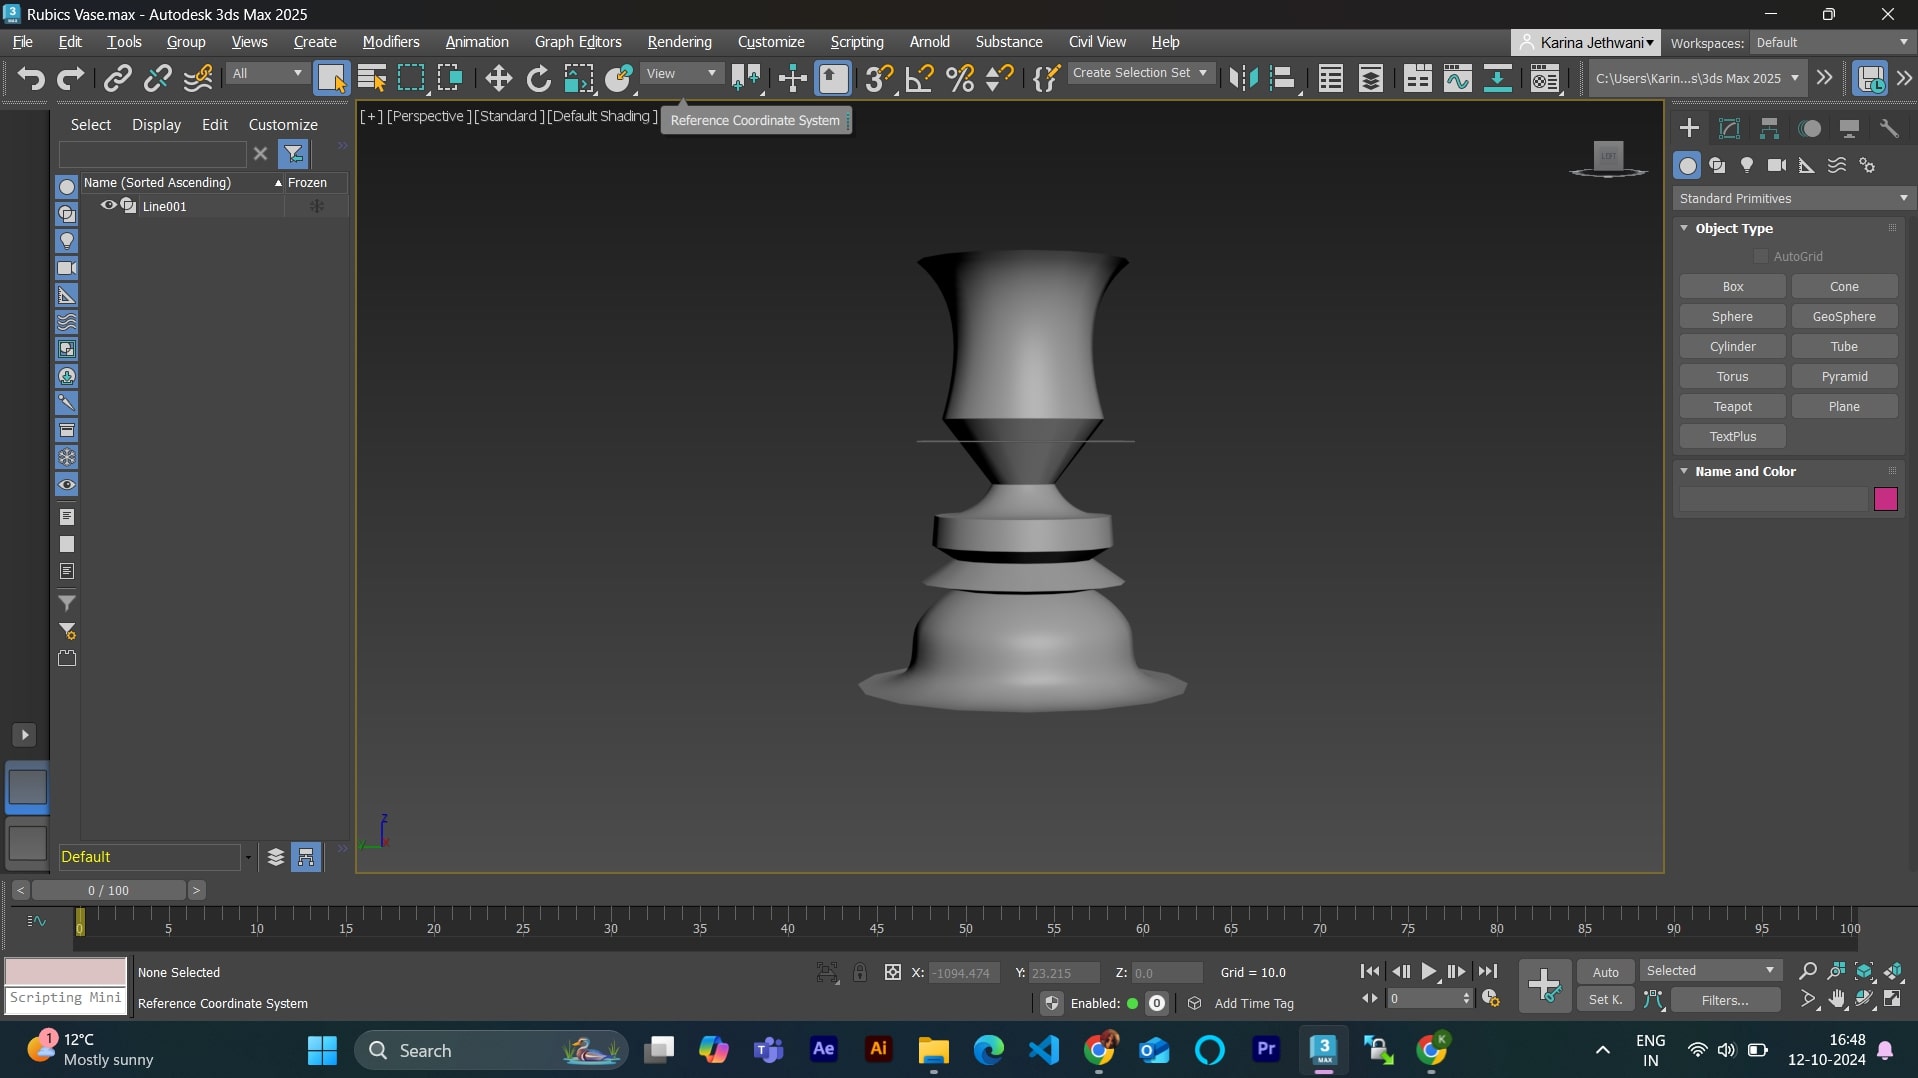 Rubics Vase.max - Autodesk 3ds Max 2025
File Edit Tools Group Views Create Modifiers Animation Graph Editors Rendering Customize Scripting Arnold Substance Civil View Help
Karina Jethwani
Workspaces: Default
All
View
Create Selection Set
C:\Users\Karin...s\3ds Max 2025
Select Display Edit Customize
[+] [Perspective ] [Standard ] [Default Shading ]
Reference Coordinate System
Name (Sorted Ascending) Frozen
Line001
Standard Primitives
Object Type
AutoGrid
Box Cone
Sphere GeoSphere
Cylinder Tube
Torus Pyramid
Teapot Plane
TextPlus
Name and Color
z
x
Default
< 0 / 100 >
0 5 10 15 20 25 30 35 40 45 50 55 60 65 70 75 80 85 90 95 100
None Selected
X: -1094.474 Y: 23.215 Z: 0.0 Grid = 10.0
Auto Selected
Scripting Mini
Reference Coordinate System
Enabled: 0 Add Time Tag
0
Set K. Filters...
1
12°C
Mostly sunny
Search
Ae
Ai
Pr
3
MAX
K
ENG
IN
16:48
12-10-2024